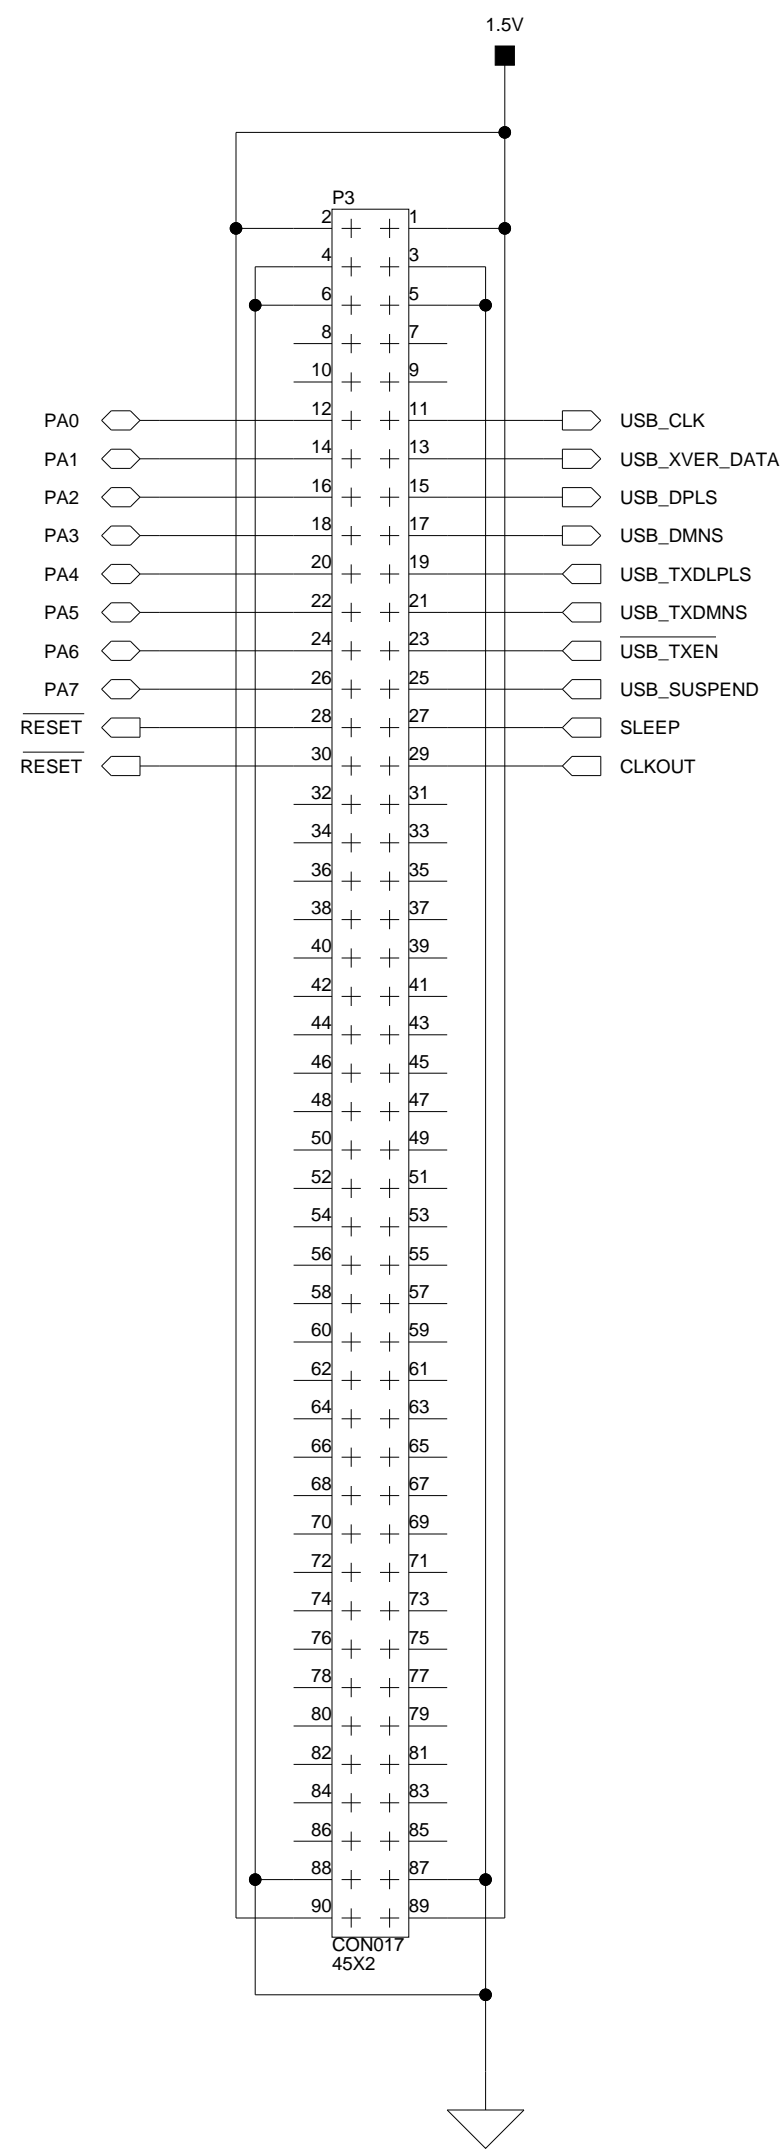 1.5V
P3
2 1
4 3
6 5
8 7
10 9
PA0 12 11 USB_CLK
PA1 14 13 USB_XVER_DATA
PA2 16 15 USB_DPLS
PA3 18 17 USB_DMNS
PA4 20 19 USB_TXDLPLS
PA5 22 21 USB_TXDMNS
PA6 24 23 USB_TXEN
PA7 26 25 USB_SUSPEND
RESET 28 27 SLEEP
RESET 30 29 CLKOUT
32 31
34 33
36 35
38 37
40 39
42 41
44 43
46 45
48 47
50 49
52 51
54 53
56 55
58 57
60 59
62 61
64 63
66 65
68 67
70 69
72 71
74 73
76 75
78 77
80 79
82 81
84 83
86 85
88 87
90 89
CON017
45X2